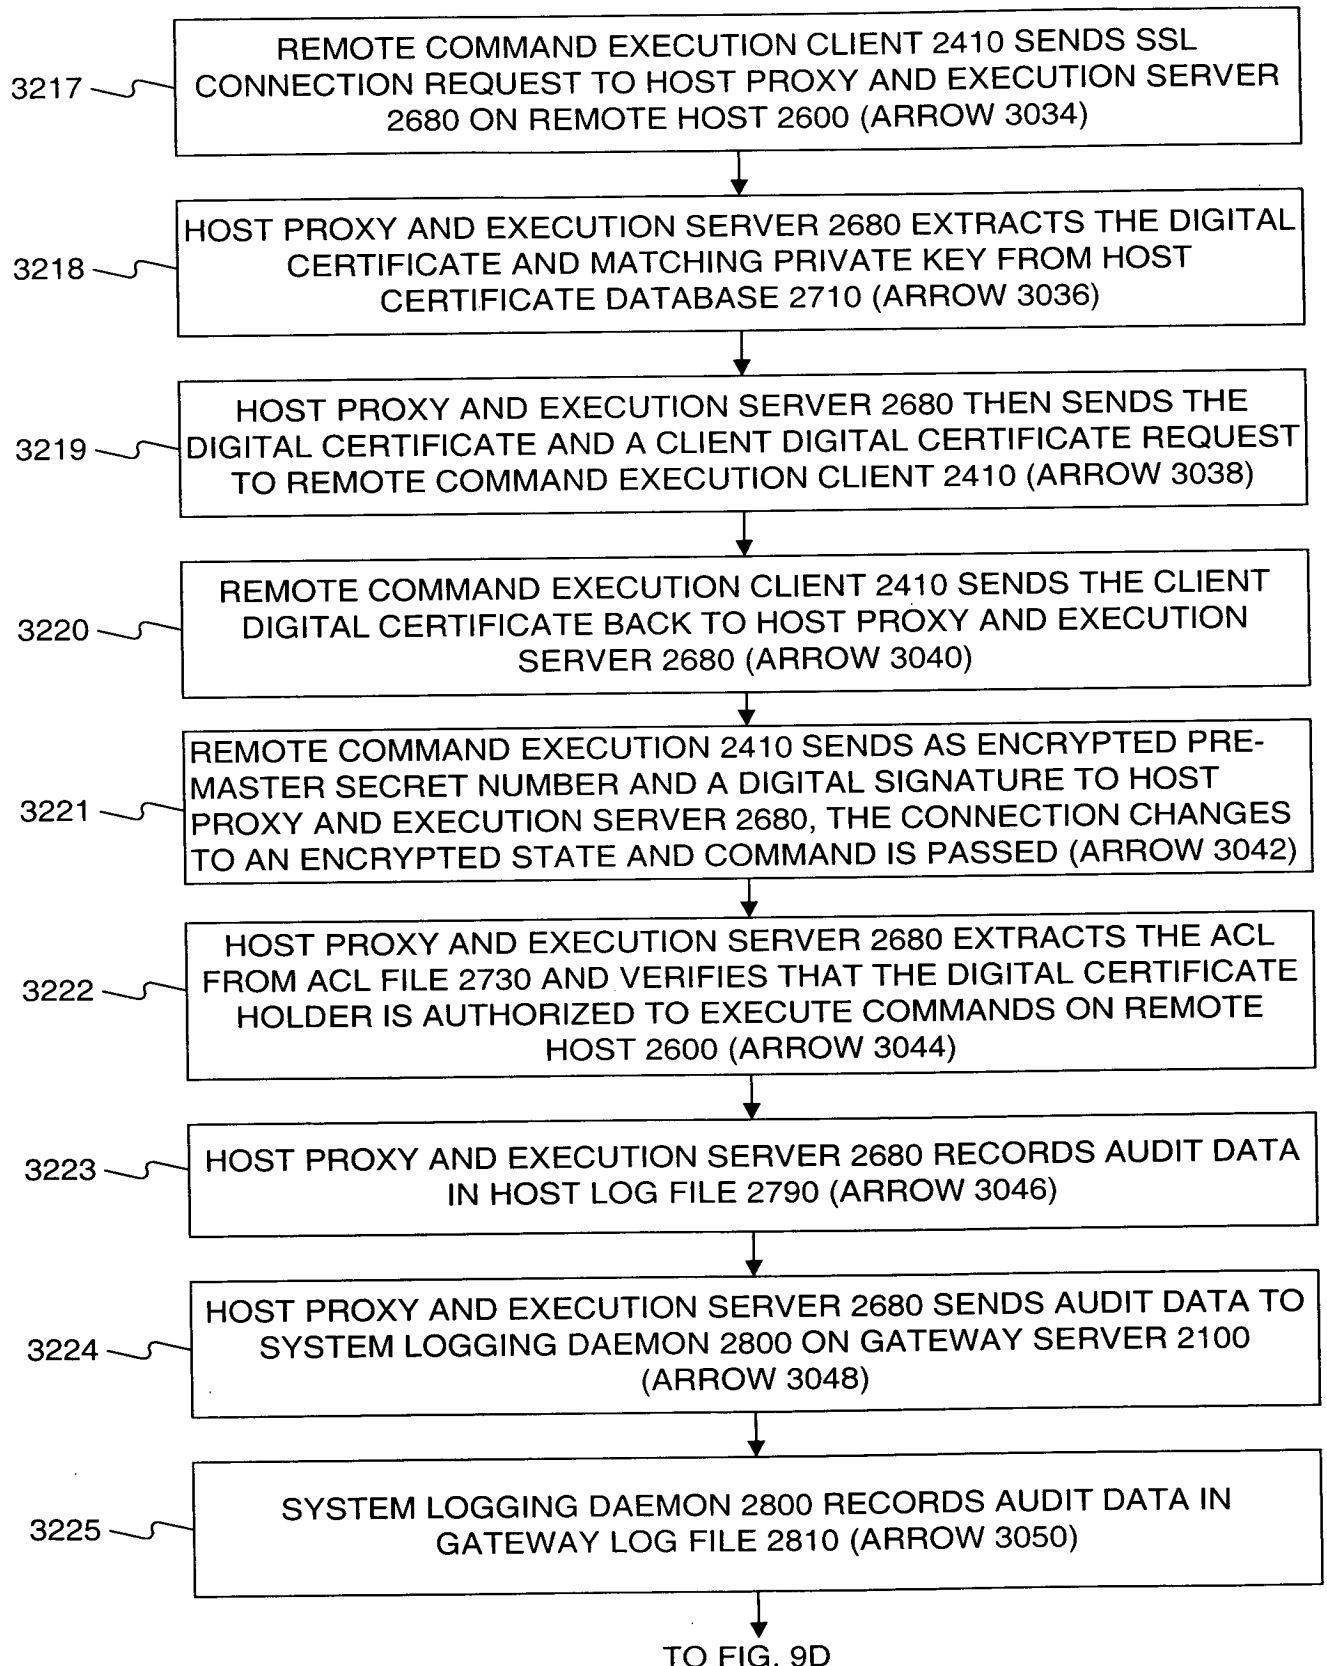 REMOTE COMMAND EXECUTION CLIENT 2410 SENDS SSL
CONNECTION REQUEST TO HOST PROXY AND EXECUTION SERVER
2680 ON REMOTE HOST 2600 (ARROW 3034)
3217
HOST PROXY AND EXECUTION SERVER 2680 EXTRACTS THE DIGITAL
CERTIFICATE AND MATCHING PRIVATE KEY FROM HOST
CERTIFICATE DATABASE 2710 (ARROW 3036)
3218
HOST PROXY AND EXECUTION SERVER 2680 THEN SENDS THE
DIGITAL CERTIFICATE AND A CLIENT DIGITAL CERTIFICATE REQUEST
TO REMOTE COMMAND EXECUTION CLIENT 2410 (ARROW 3038)
3219
REMOTE COMMAND EXECUTION CLIENT 2410 SENDS THE CLIENT
DIGITAL CERTIFICATE BACK TO HOST PROXY AND EXECUTION
SERVER 2680 (ARROW 3040)
3220
REMOTE COMMAND EXECUTION 2410 SENDS AS ENCRYPTED PRE-
MASTER SECRET NUMBER AND A DIGITAL SIGNATURE TO HOST
PROXY AND EXECUTION SERVER 2680, THE CONNECTION CHANGES
TO AN ENCRYPTED STATE AND COMMAND IS PASSED (ARROW 3042)
3221
HOST PROXY AND EXECUTION SERVER 2680 EXTRACTS THE ACL
FROM ACL FILE 2730 AND VERIFIES THAT THE DIGITAL CERTIFICATE
HOLDER IS AUTHORIZED TO EXECUTE COMMANDS ON REMOTE
HOST 2600 (ARROW 3044)
3222
HOST PROXY AND EXECUTION SERVER 2680 RECORDS AUDIT DATA
IN HOST LOG FILE 2790 (ARROW 3046)
3223
HOST PROXY AND EXECUTION SERVER 2680 SENDS AUDIT DATA TO
SYSTEM LOGGING DAEMON 2800 ON GATEWAY SERVER 2100
(ARROW 3048)
3224
SYSTEM LOGGING DAEMON 2800 RECORDS AUDIT DATA IN
GATEWAY LOG FILE 2810 (ARROW 3050)
3225
TO FIG. 9D